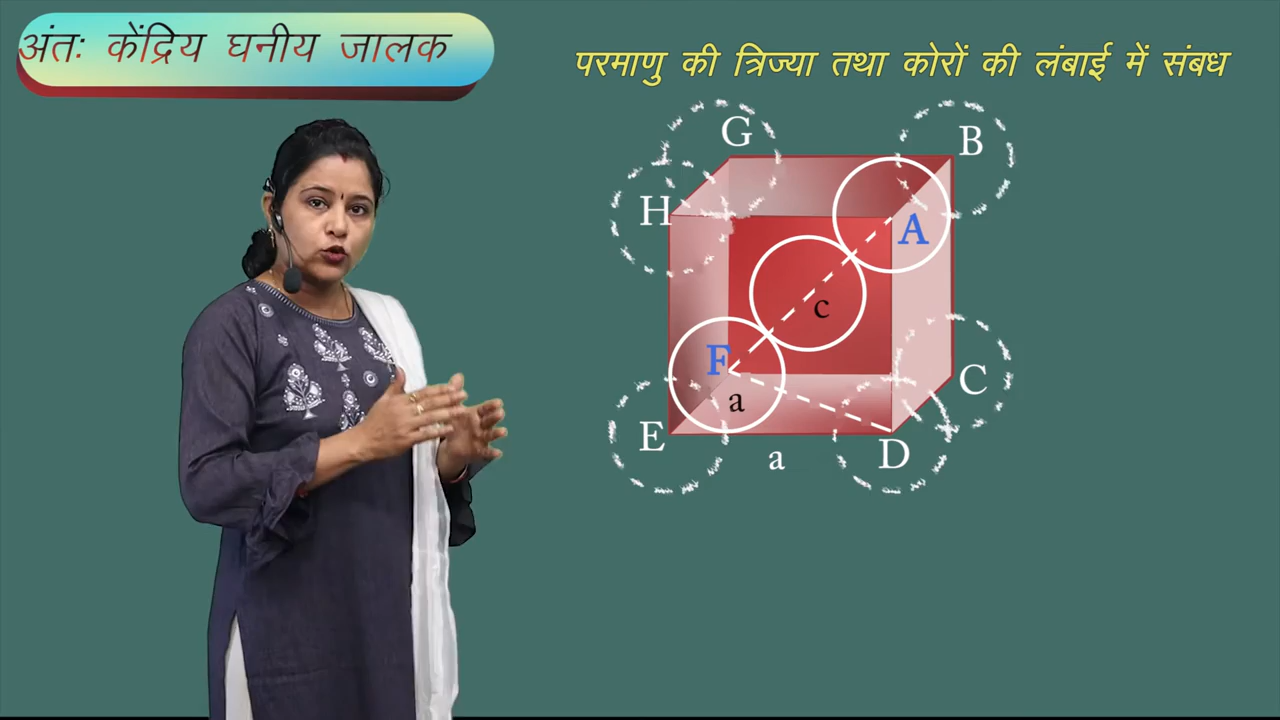 अंतः केंद्रिय घनीय जालक
परमाणु की त्रिज्या तथा कोरों की लंबाई में संबध
G
B
H
A
c
F
a
C
E
D
a